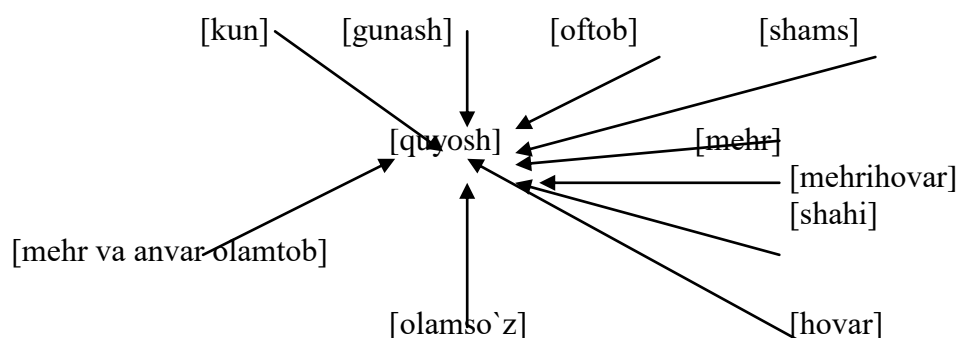 [kun] [gunash] [oftob] [shams]
[quyosh] [mehr]
[mehrihovar]
[shahi]
[mehr va anvar olamtob]
[olamso`z] [hovar]